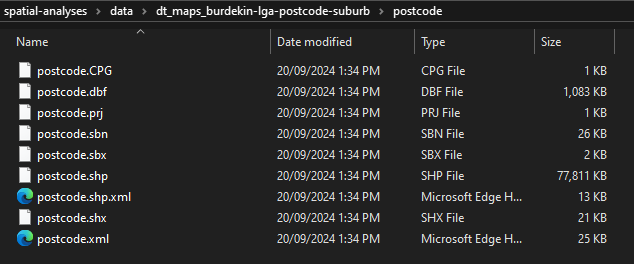 spatial-analyses > data > dt_maps_burdekin-lga-postcode-suburb > postcode
Name Date modified Type Size
postcode.CPG 20/09/2024 1:34 PM CPG File 1 KB
postcode.dbf 20/09/2024 1:34 PM DBF File 1,083 KB
postcode.prj 20/09/2024 1:34 PM PRJ File 1 KB
postcode.sbn 20/09/2024 1:34 PM SBN File 26 KB
postcode.sbx 20/09/2024 1:34 PM SBX File 2 KB
postcode.shp 20/09/2024 1:34 PM SHP File 77,811 KB
postcode.shp.xml 20/09/2024 1:34 PM Microsoft Edge H... 13 KB
postcode.shx 20/09/2024 1:34 PM SHX File 21 KB
postcode.xml 20/09/2024 1:34 PM Microsoft Edge H... 25 KB